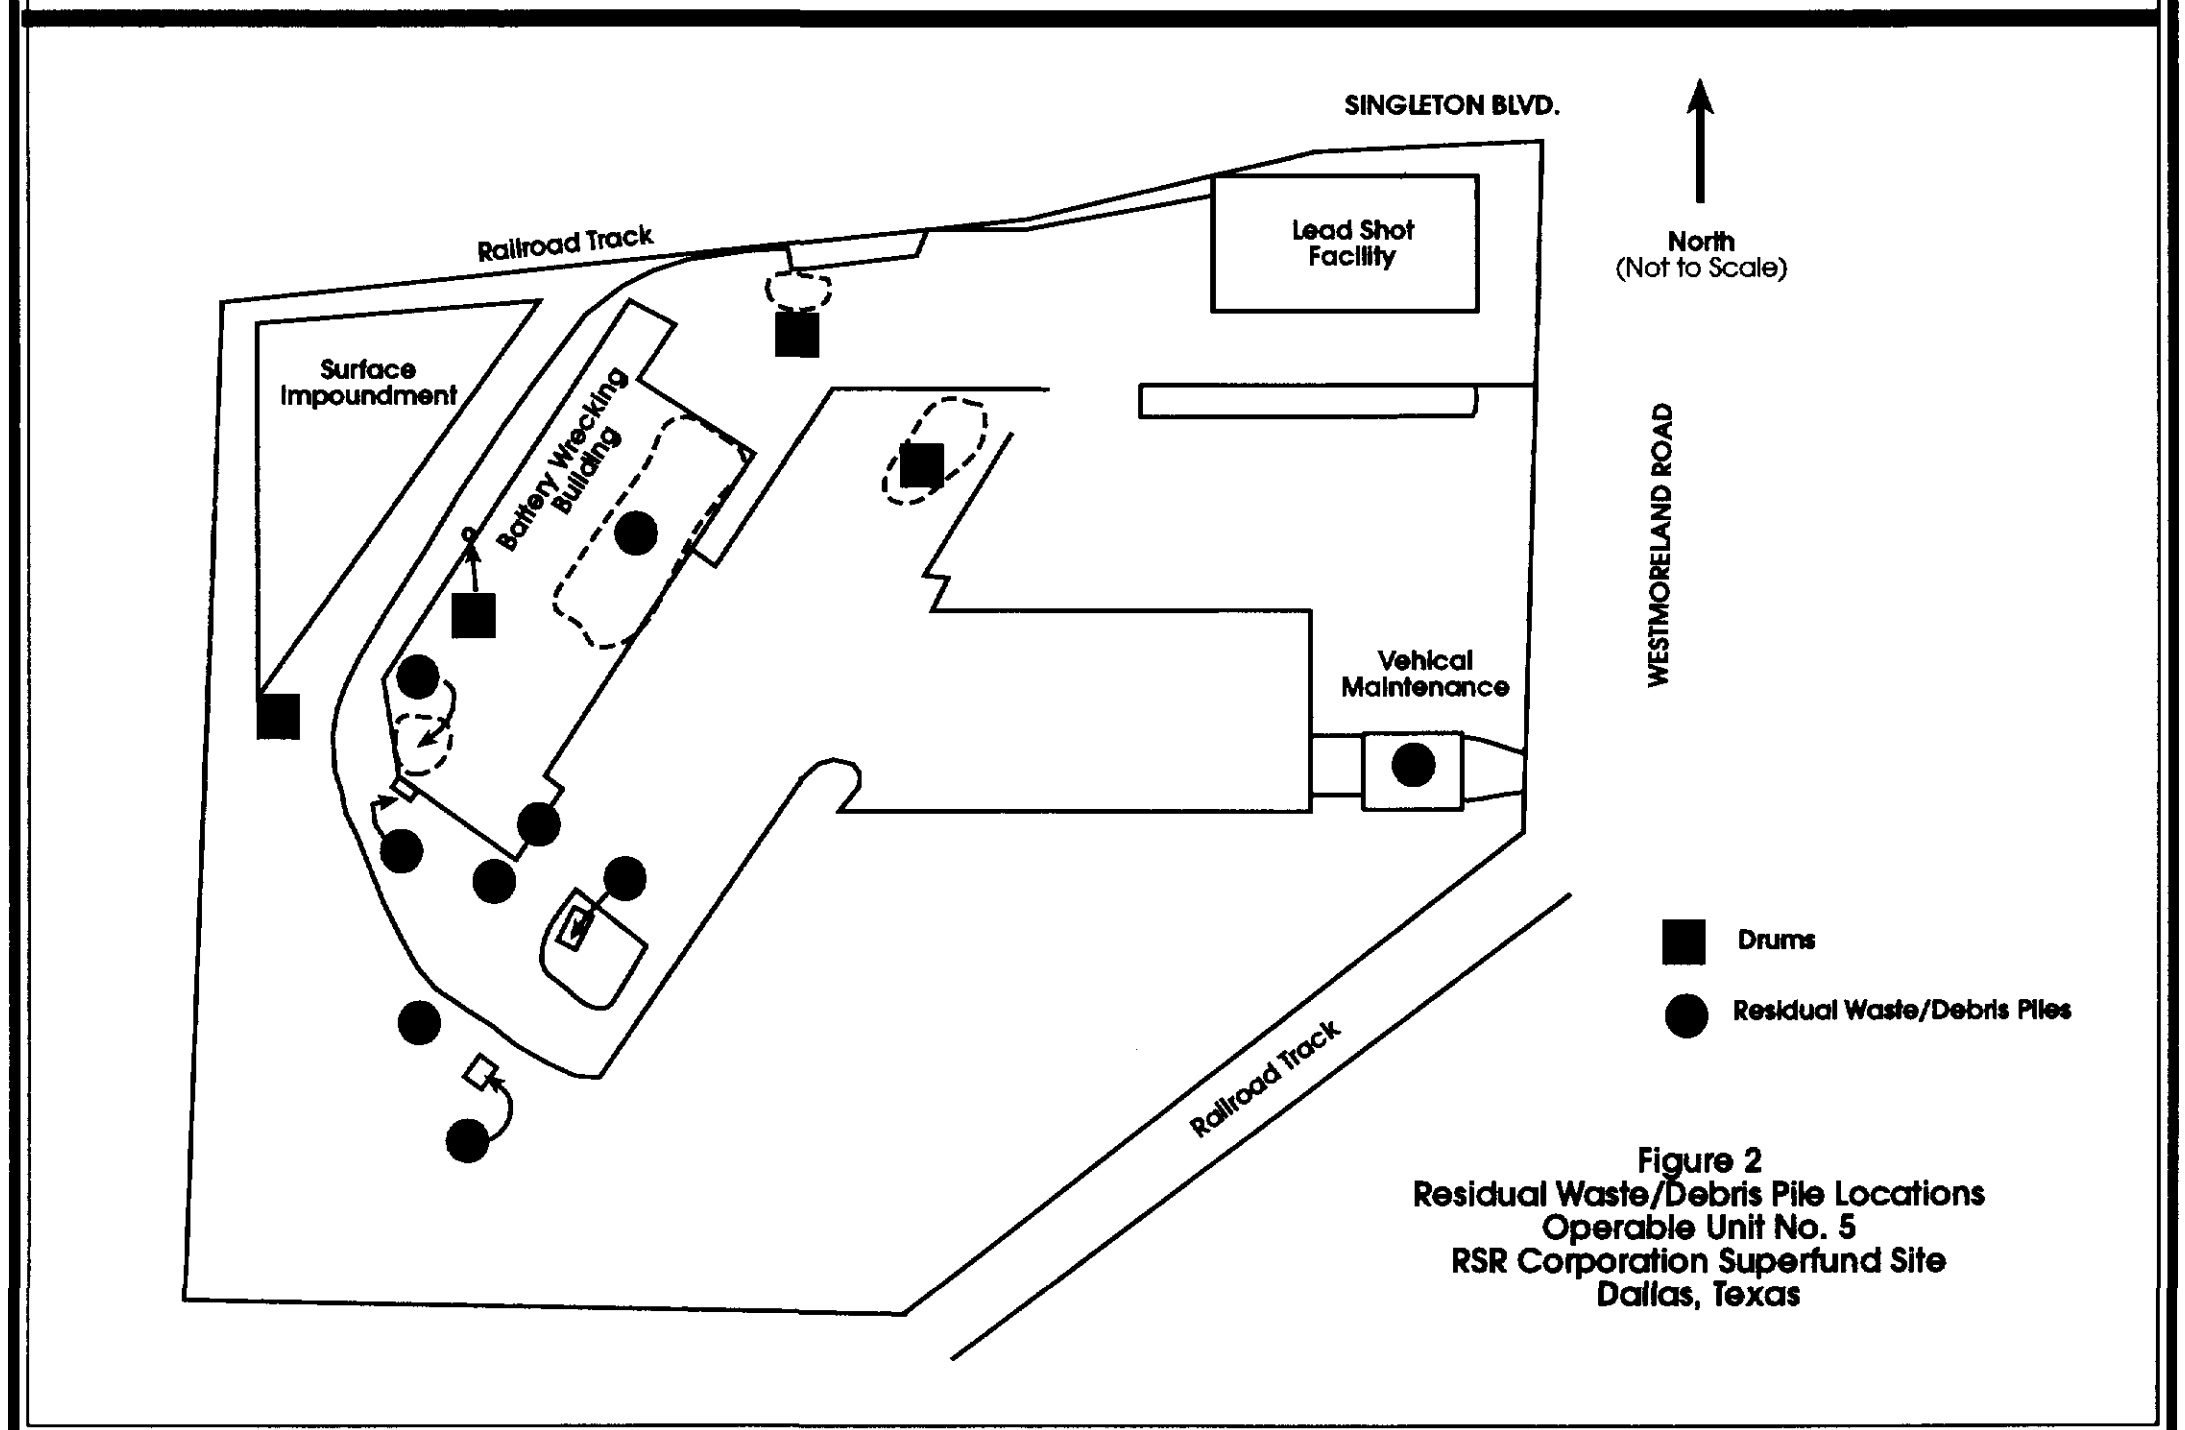 SINGLETON BLVD.
Railroad Track
Lead Shot
Facility
North
(Not to Scale)
Surface
Impoundment
Battery Wrecking
Building
WESTMORELAND ROAD
Vehical
Maintenance
Drums
Residual Waste/Debris Piles
Railroad Track
Figure 2
Residual Waste/Debris Pile Locations
Operable Unit No. 5
RSR Corporation Superfund Site
Dallas, Texas